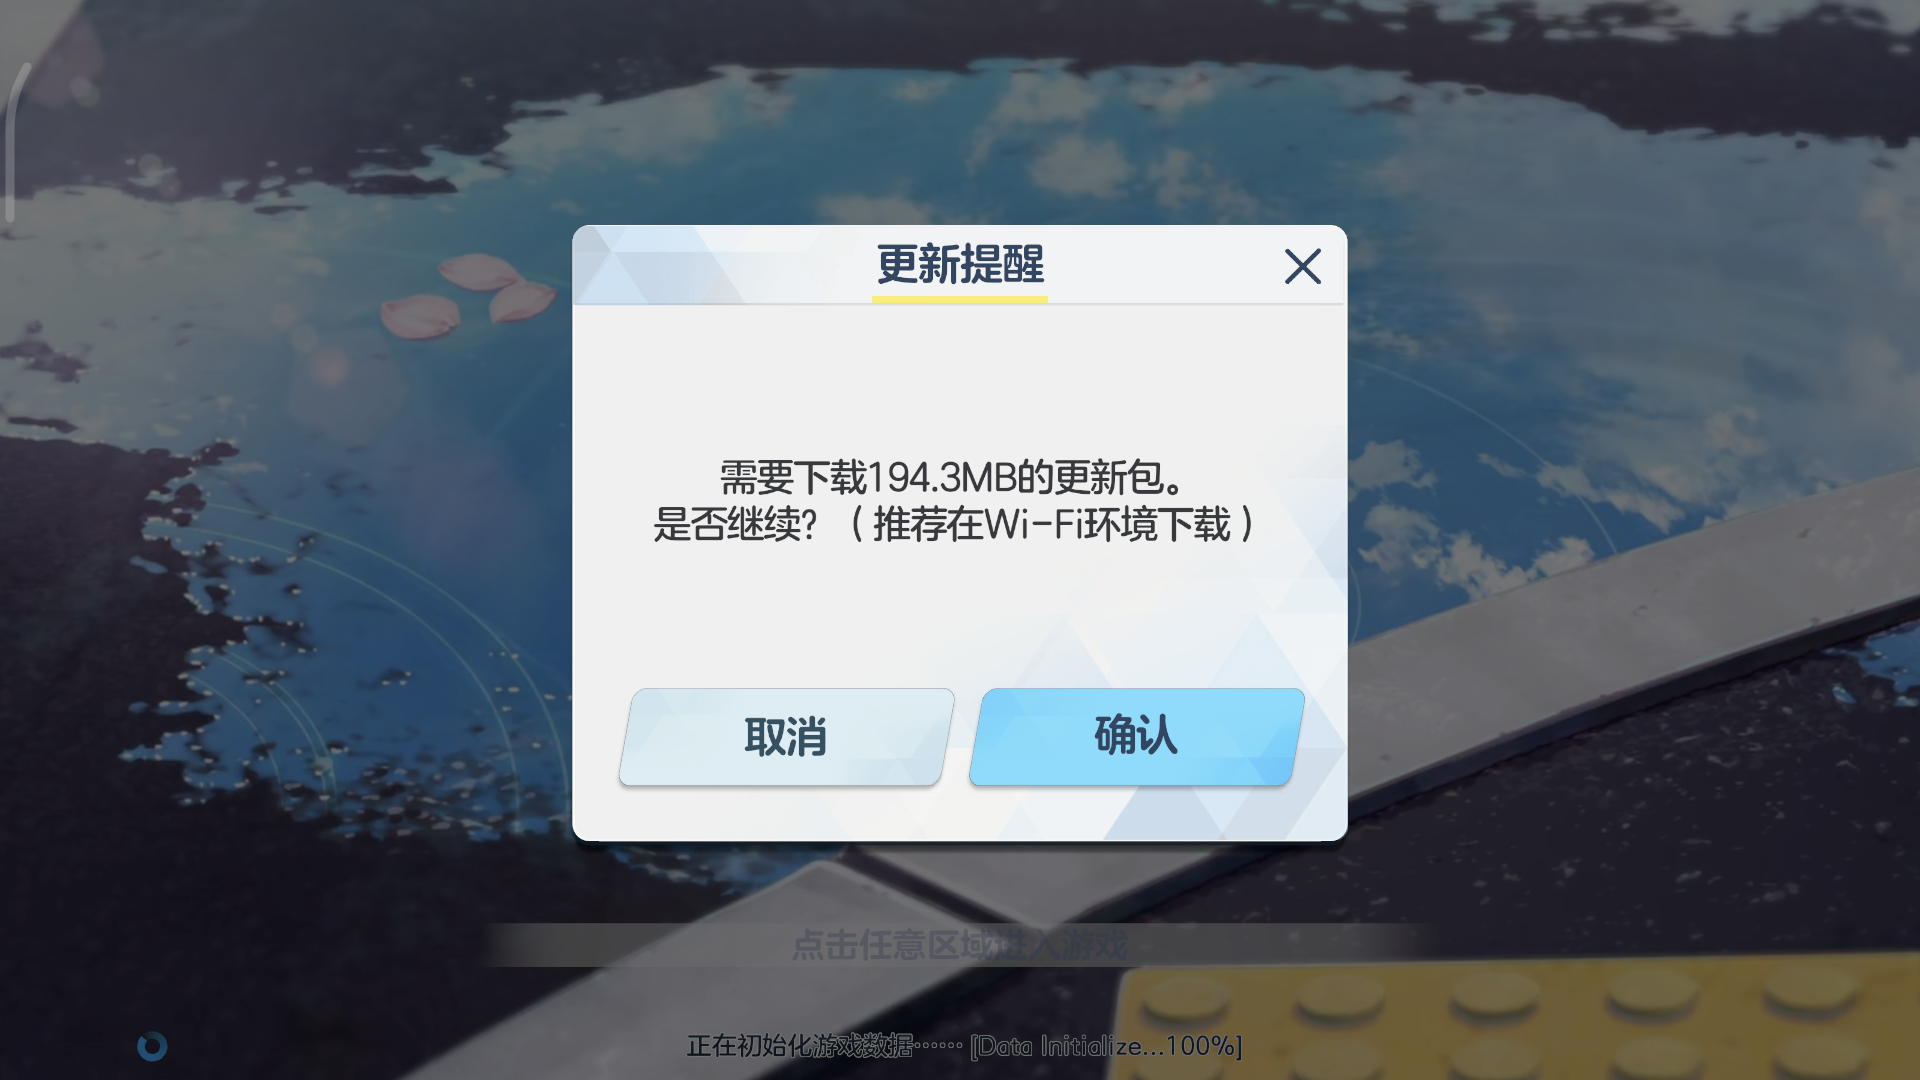 更新提醒
需要下载194.3MB的更新包。
是否继续？（推荐在Wi-Fi环境下载）
取消
确认
点击任意区域进入游戏
正在初始化游戏数据…… [Data Initialize...100%]